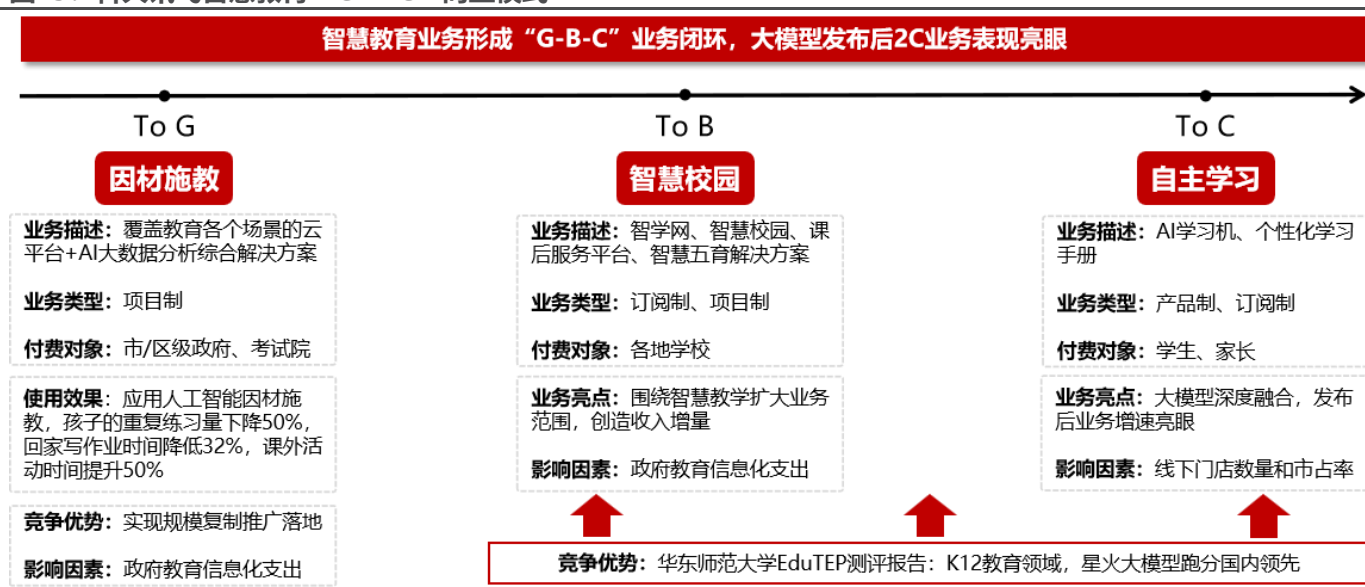 智慧教育业务形成“G-B-C”业务闭环，大模型发布后2C业务表现亮眼
To G
To B
To C
因材施教
智慧校园
自主学习
业务描述：覆盖教育各个场景的云
平台+AI大数据分析综合解决方案
业务类型：项目制
付费对象：市/区级政府、考试院
使用效果：应用人工智能因材施
教，孩子的重复练习量下降50%，
回家写作业时间降低32%，课外活
动时间提升50%
竞争优势：实现规模复制推广落地
影响因素：政府教育信息化支出
业务描述：智学网、智慧校园、课
后服务平台、智慧五育解决方案
业务类型：订阅制、项目制
付费对象：各地学校
业务亮点：围绕智慧教学扩大业务
范围，创造收入增量
影响因素：政府教育信息化支出
业务描述：AI学习机、个性化学习
手册
业务类型：产品制、订阅制
付费对象：学生、家长
业务亮点：大模型深度融合，发布
后业务增速亮眼
影响因素：线下门店数量和市占率
竞争优势：华东师范大学EduTEP测评报告：K12教育领域，星火大模型跑分国内领先